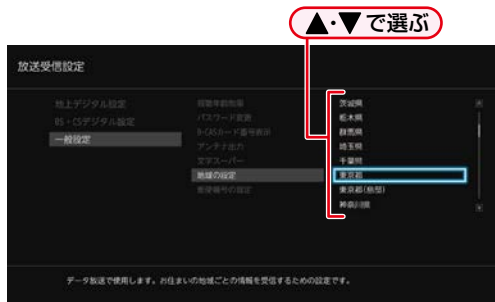 ▲・▼で選ぶ
放送受信設定
地上デジタル設定
BS・CSデジタル設定
一般設定
視聴年齢制限
パスワード変更
B-CASカード番号表示
アンテナ出力
文字スーパー
地域の設定
郵便番号の設定
茨城県
栃木県
群馬県
埼玉県
千葉県
東京都
東京都(島部)
神奈川県
データ放送で使用します。お住まいの地域ごとの情報を受信するための設定です。